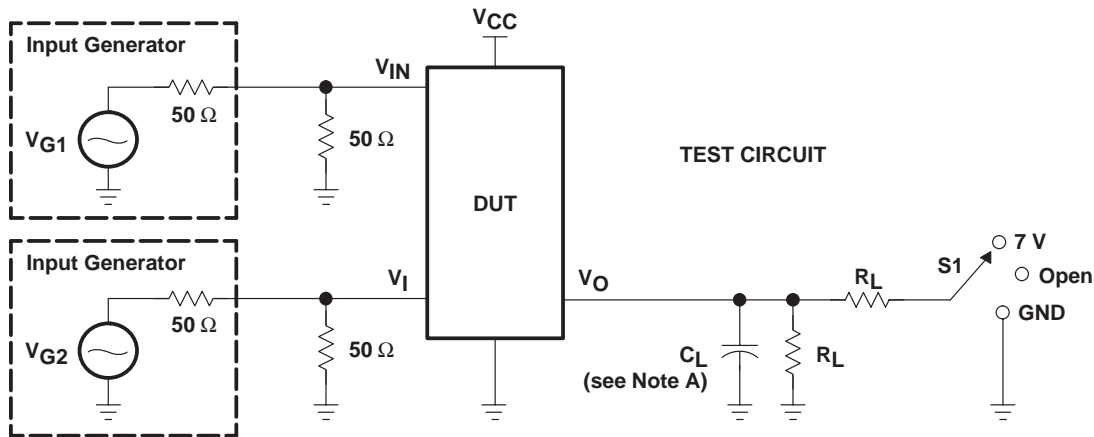 Input Generator
VG1
50 Ω
VIN
50 Ω
VCC
DUT
TEST CIRCUIT
Input Generator
VG2
50 Ω
VI
50 Ω
VO
CL
(see Note A)
RL
RL
S1
7 V
Open
GND